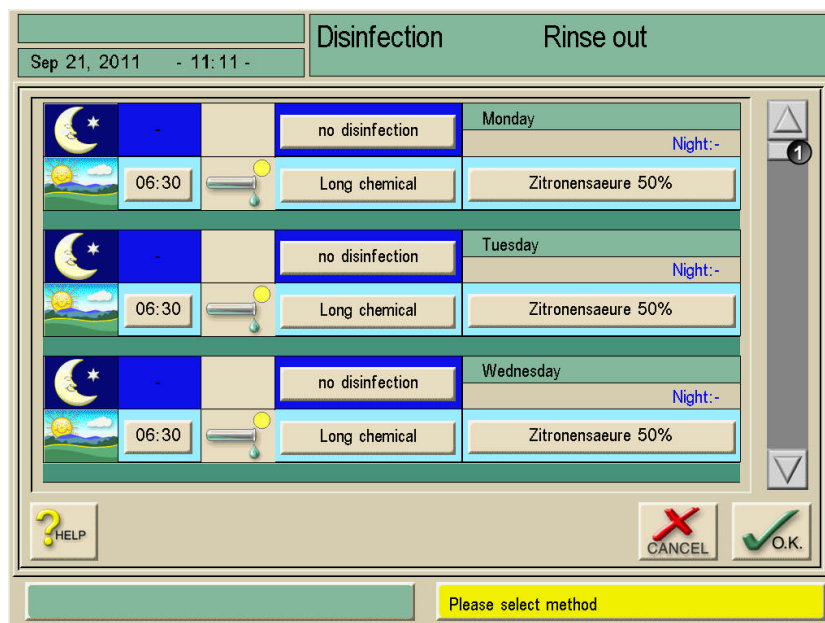 Disinfection Rinse out
Sep 21, 2011 - 11:11 -
- no disinfection Monday
Night:-
06:30 Long chemical Zitronensaeure 50%
- no disinfection Tuesday
Night:-
06:30 Long chemical Zitronensaeure 50%
- no disinfection Wednesday
Night:-
06:30 Long chemical Zitronensaeure 50%
1
? HELP
CANCEL
O.K.
Please select method